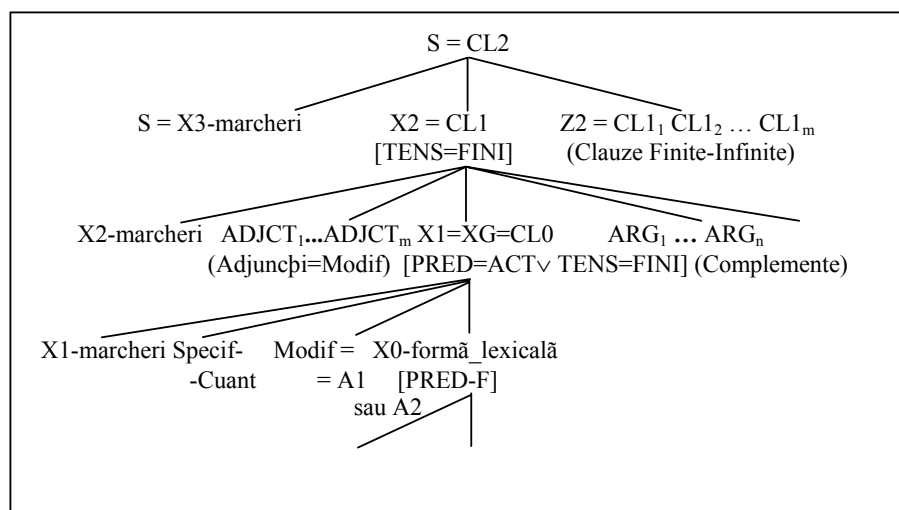 S = CL2
S = X3-marcheri X2 = CL1 Z2 = CL1₁ CL1₂ … CL1ₘ
[TENS=FINI] (Clauze Finite-Infinite)
X2-marcheri ADJCT₁...ADJCTₘ X1=XG=CL0 ARG₁ … ARGₙ
(Adjuncþi=Modif) [PRED=ACT∨ TENS=FINI] (Complemente)
X1-marcheri Specif- Modif = X0-formã_lexicalã
-Cuant = A1 [PRED-F]
sau A2